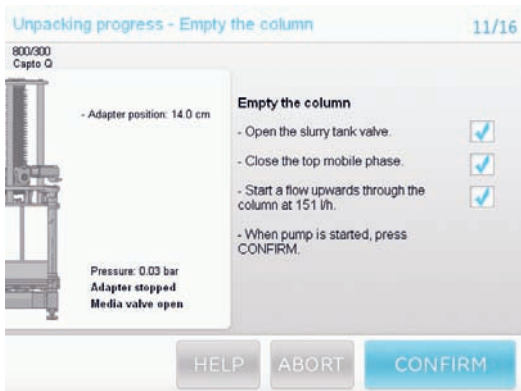 Unpacking progress - Empty the column
11/16
800/300
Capto Q
- Adapter position: 14.0 cm
Pressure: 0.03 bar
Adapter stopped
Media valve open
Empty the column
- Open the slurry tank valve.
- Close the top mobile phase.
- Start a flow upwards through the
column at 151 l/h.
- When pump is started, press
CONFIRM.
HELP
ABORT
CONFIRM